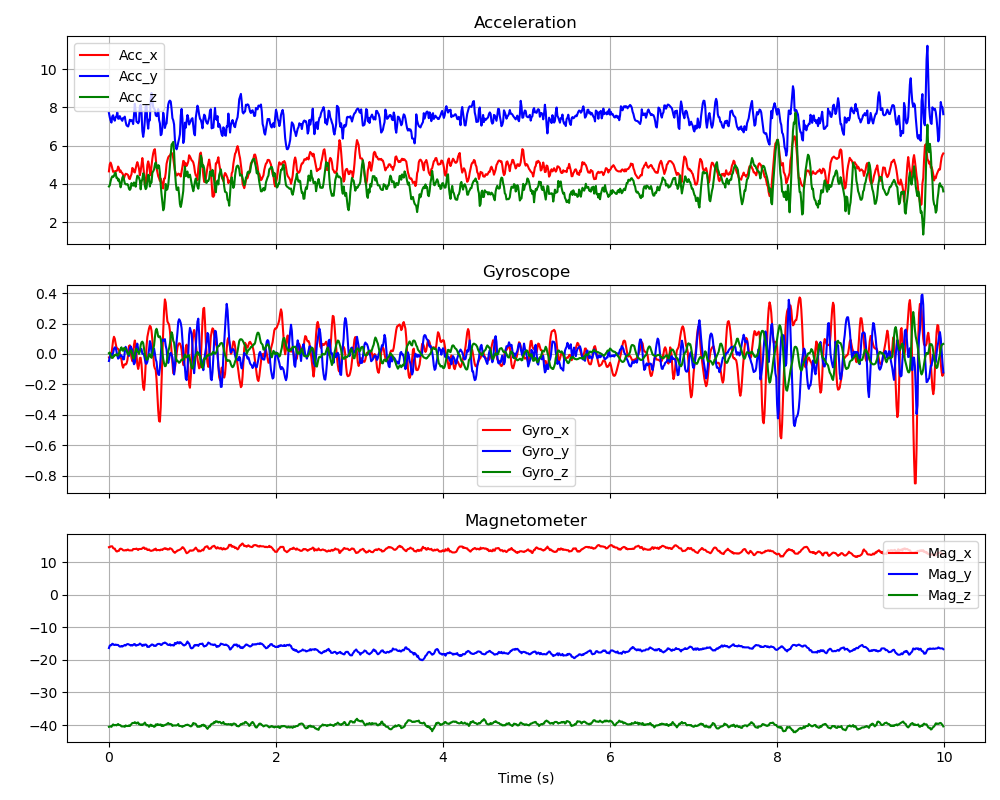 Acceleration
10
8
6
4
2
Acc_x
Acc_y
Acc_z
Gyroscope
0.4
0.2
0.0
−0.2
−0.4
−0.6
−0.8
Gyro_x
Gyro_y
Gyro_z
Magnetometer
10
0
−10
−20
−30
−40
Mag_x
Mag_y
Mag_z
0 2 4 6 8 10
Time (s)